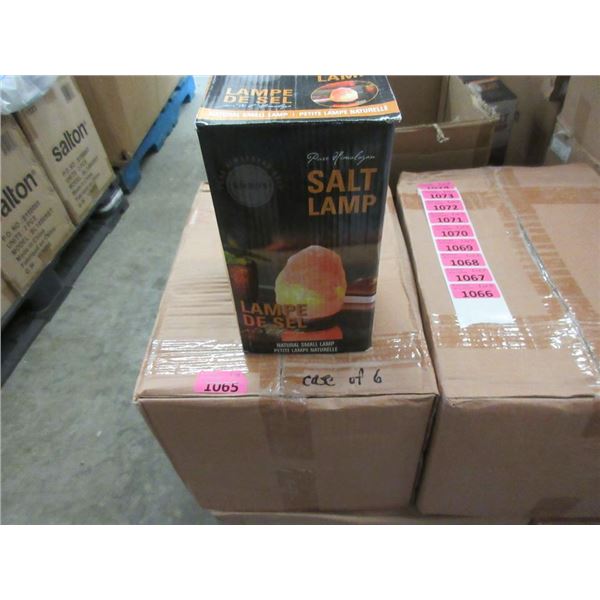 LAMP
LAMPE
DE SEL
NATURAL SMALL LAMP | PETITE LAMPE NATURELLE
Pure Himalayan
SALT
LAMP
LAMPE
DE SEL
NATURAL SMALL LAMP
PETITE LAMPE NATURELLE
1065
case of 6
1073
1072
1071
1070
1069
1068
1067
1066
salton
salton